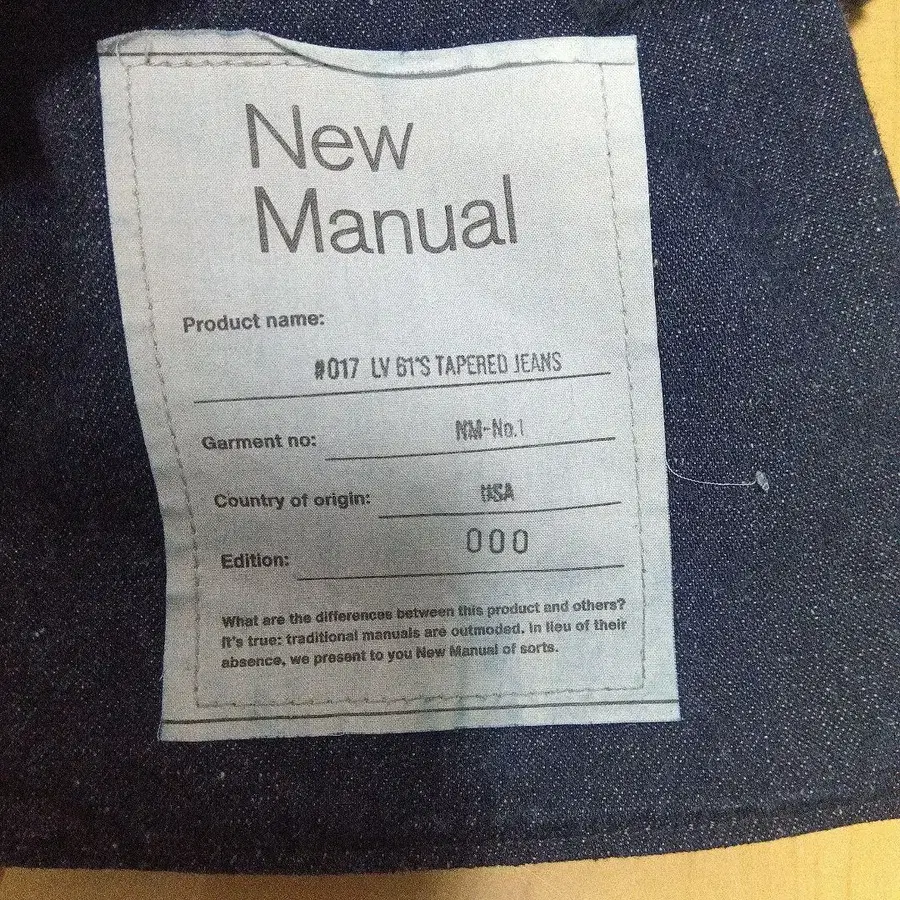 New
Manual
Product name:
#017 LV 61'S TAPERED JEANS
Garment no: NM-No.1
Country of origin: USA
Edition: 000
What are the differences between this product and others?
It's true: traditional manuals are outmoded. In lieu of their
absence, we present to you New Manual of sorts.